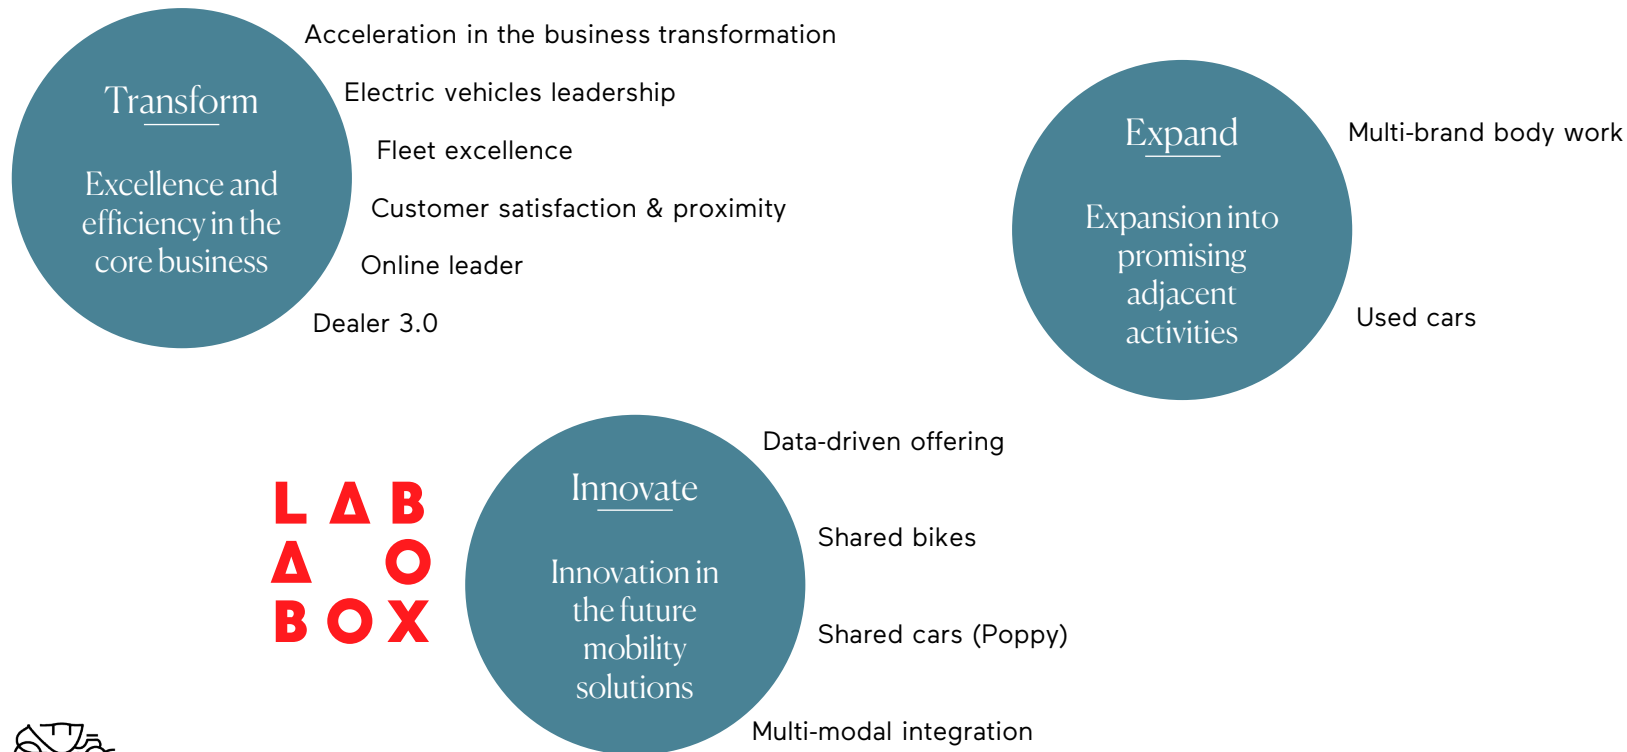 Transform
Excellence and
efficiency in the
core business
Acceleration in the business transformation
Electric vehicles leadership
Fleet excellence
Customer satisfaction & proximity
Online leader
Dealer 3.0
Expand
Expansion into
promising
adjacent
activities
Multi-brand body work
Used cars
LAB
A O
BOX
Innovate
Innovation in
the future
mobility
solutions
Data-driven offering
Shared bikes
Shared cars (Poppy)
Multi-modal integration